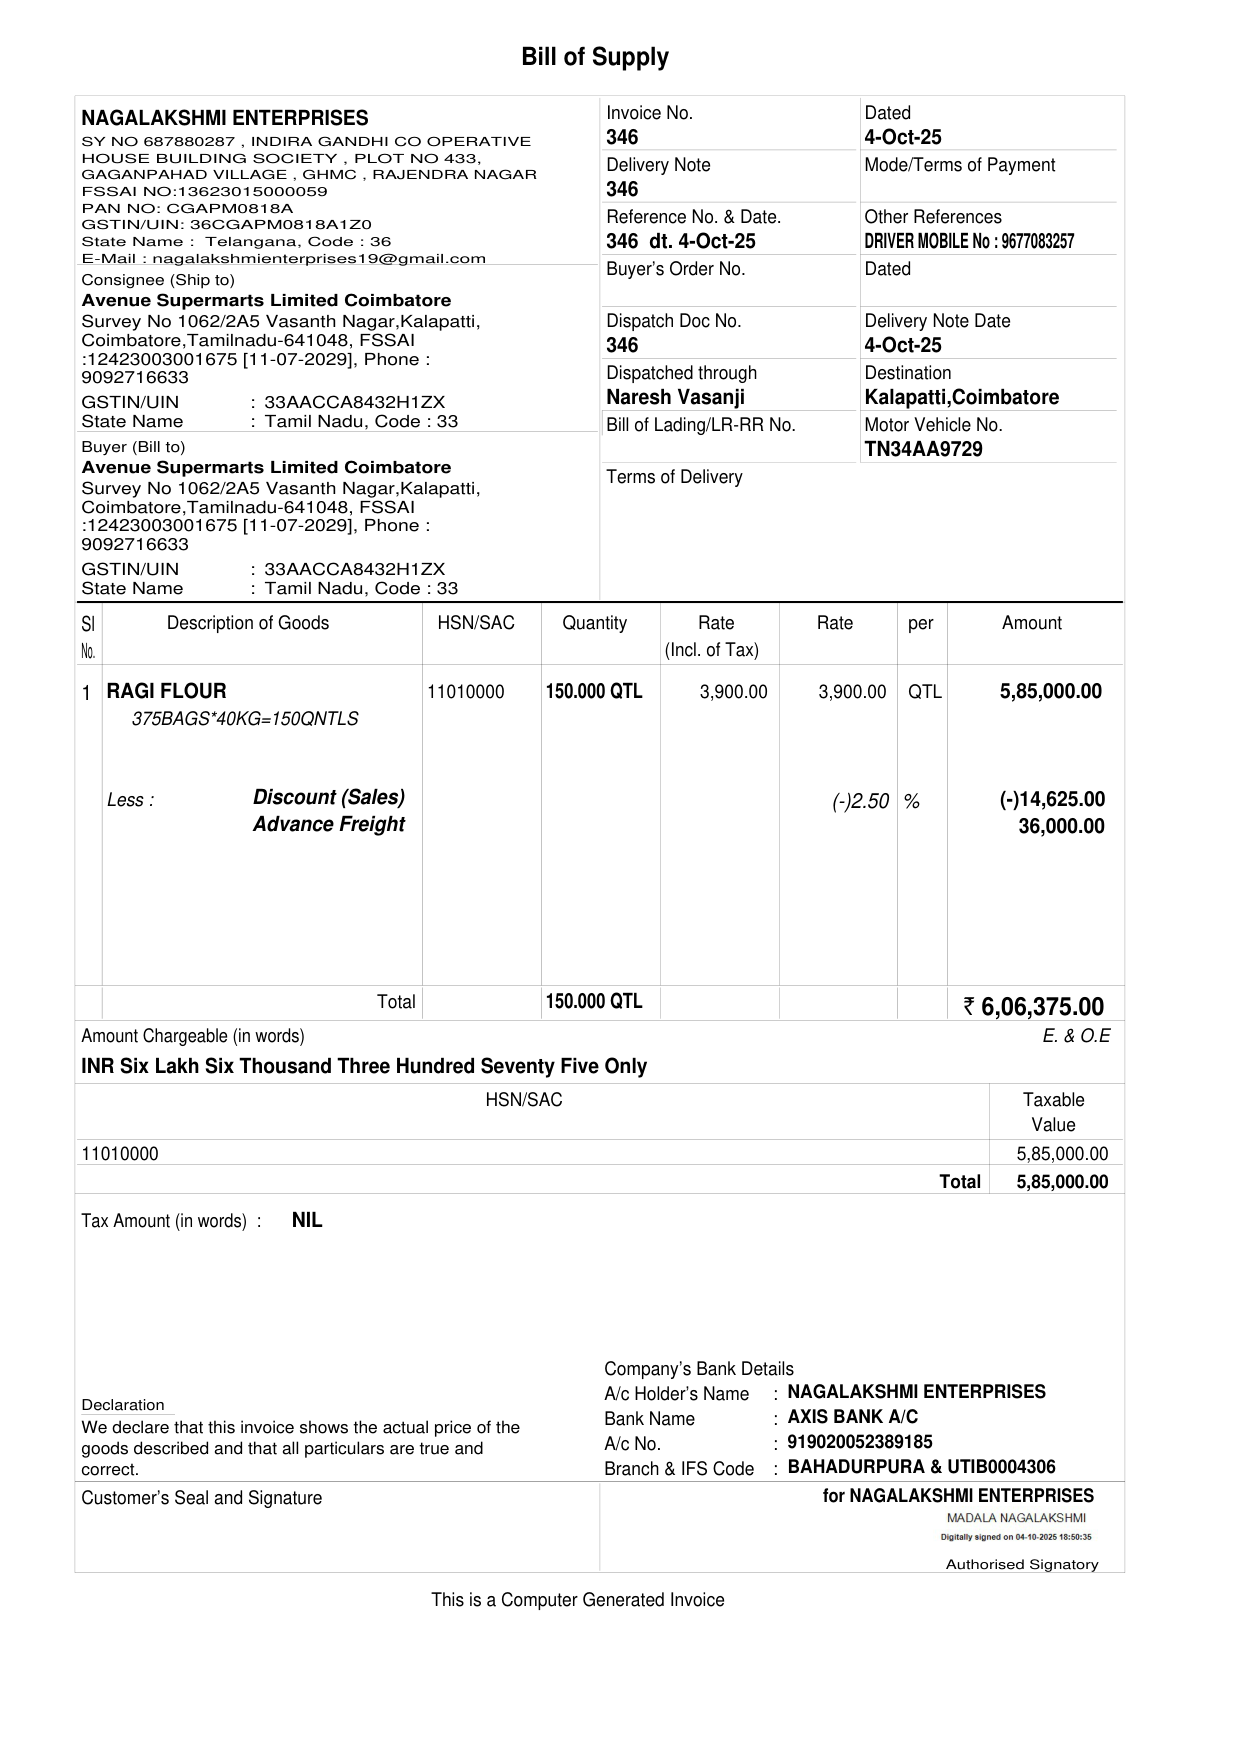 Bill of Supply
NAGALAKSHMI ENTERPRISES
SY NO 687880287 , INDIRA GANDHI CO OPERATIVE
HOUSE BUILDING SOCIETY , PLOT NO 433,
GAGANPAHAD VILLAGE , GHMC , RAJENDRA NAGAR
FSSAI NO:13623015000059
PAN NO: CGAPM0818A
GSTIN/UIN: 36CGAPM0818A1Z0
State Name : Telangana, Code : 36
E-Mail : nagalakshmienterprises19@gmail.com
Consignee (Ship to)
Avenue Supermarts Limited Coimbatore
Survey No 1062/2A5 Vasanth Nagar,Kalapatti,
Coimbatore,Tamilnadu-641048, FSSAI
:12423003001675 [11-07-2029], Phone :
9092716633
GSTIN/UIN : 33AACCA8432H1ZX
State Name : Tamil Nadu, Code : 33
Buyer (Bill to)
Avenue Supermarts Limited Coimbatore
Survey No 1062/2A5 Vasanth Nagar,Kalapatti,
Coimbatore,Tamilnadu-641048, FSSAI
:12423003001675 [11-07-2029], Phone :
9092716633
GSTIN/UIN : 33AACCA8432H1ZX
State Name : Tamil Nadu, Code : 33
Invoice No. Dated
346 4-Oct-25
Delivery Note Mode/Terms of Payment
346
Reference No. & Date. Other References
346 dt. 4-Oct-25 DRIVER MOBILE No : 9677083257
Buyer's Order No. Dated
Dispatch Doc No. Delivery Note Date
346 4-Oct-25
Dispatched through Destination
Naresh Vasanji Kalapatti,Coimbatore
Bill of Lading/LR-RR No. Motor Vehicle No.
TN34AA9729
Terms of Delivery
Sl Description of Goods HSN/SAC Quantity Rate Rate per Amount
No. (Incl. of Tax)
1 RAGI FLOUR 11010000 150.000 QTL 3,900.00 3,900.00 QTL 5,85,000.00
375BAGS*40KG=150QNTLS
Less : Discount (Sales) (-)2.50 % (-)14,625.00
Advance Freight 36,000.00
Total 150.000 QTL ₹ 6,06,375.00
Amount Chargeable (in words) E. & O.E
INR Six Lakh Six Thousand Three Hundred Seventy Five Only
HSN/SAC Taxable
Value
11010000 5,85,000.00
Total 5,85,000.00
Tax Amount (in words) : NIL
Company's Bank Details
A/c Holder's Name : NAGALAKSHMI ENTERPRISES
Bank Name : AXIS BANK A/C
A/c No. : 919020052389185
Branch & IFS Code : BAHADURPURA & UTIB0004306
Declaration
We declare that this invoice shows the actual price of the
goods described and that all particulars are true and
correct.
Customer's Seal and Signature
for NAGALAKSHMI ENTERPRISES
MADALA NAGALAKSHMI
Digitally signed on 04-10-2025 18:50:35
Authorised Signatory
This is a Computer Generated Invoice